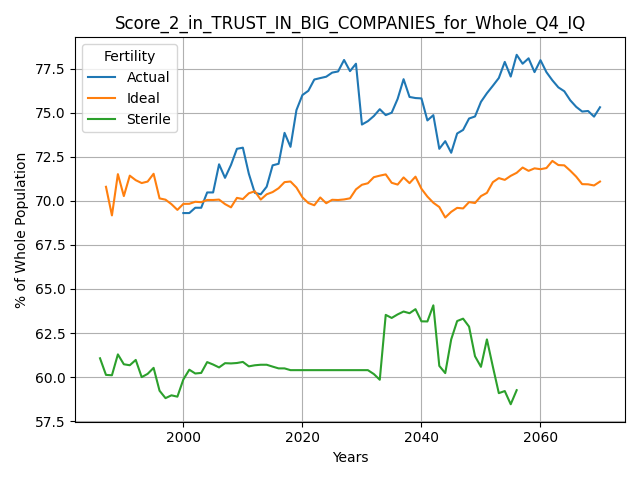 Score_2_in_TRUST_IN_BIG_COMPANIES_for_Whole_Q4_IQ
Fertility
Actual
Ideal
Sterile
% of Whole Population
77.5
75.0
72.5
70.0
67.5
65.0
62.5
60.0
57.5
2000
2020
2040
2060
Years